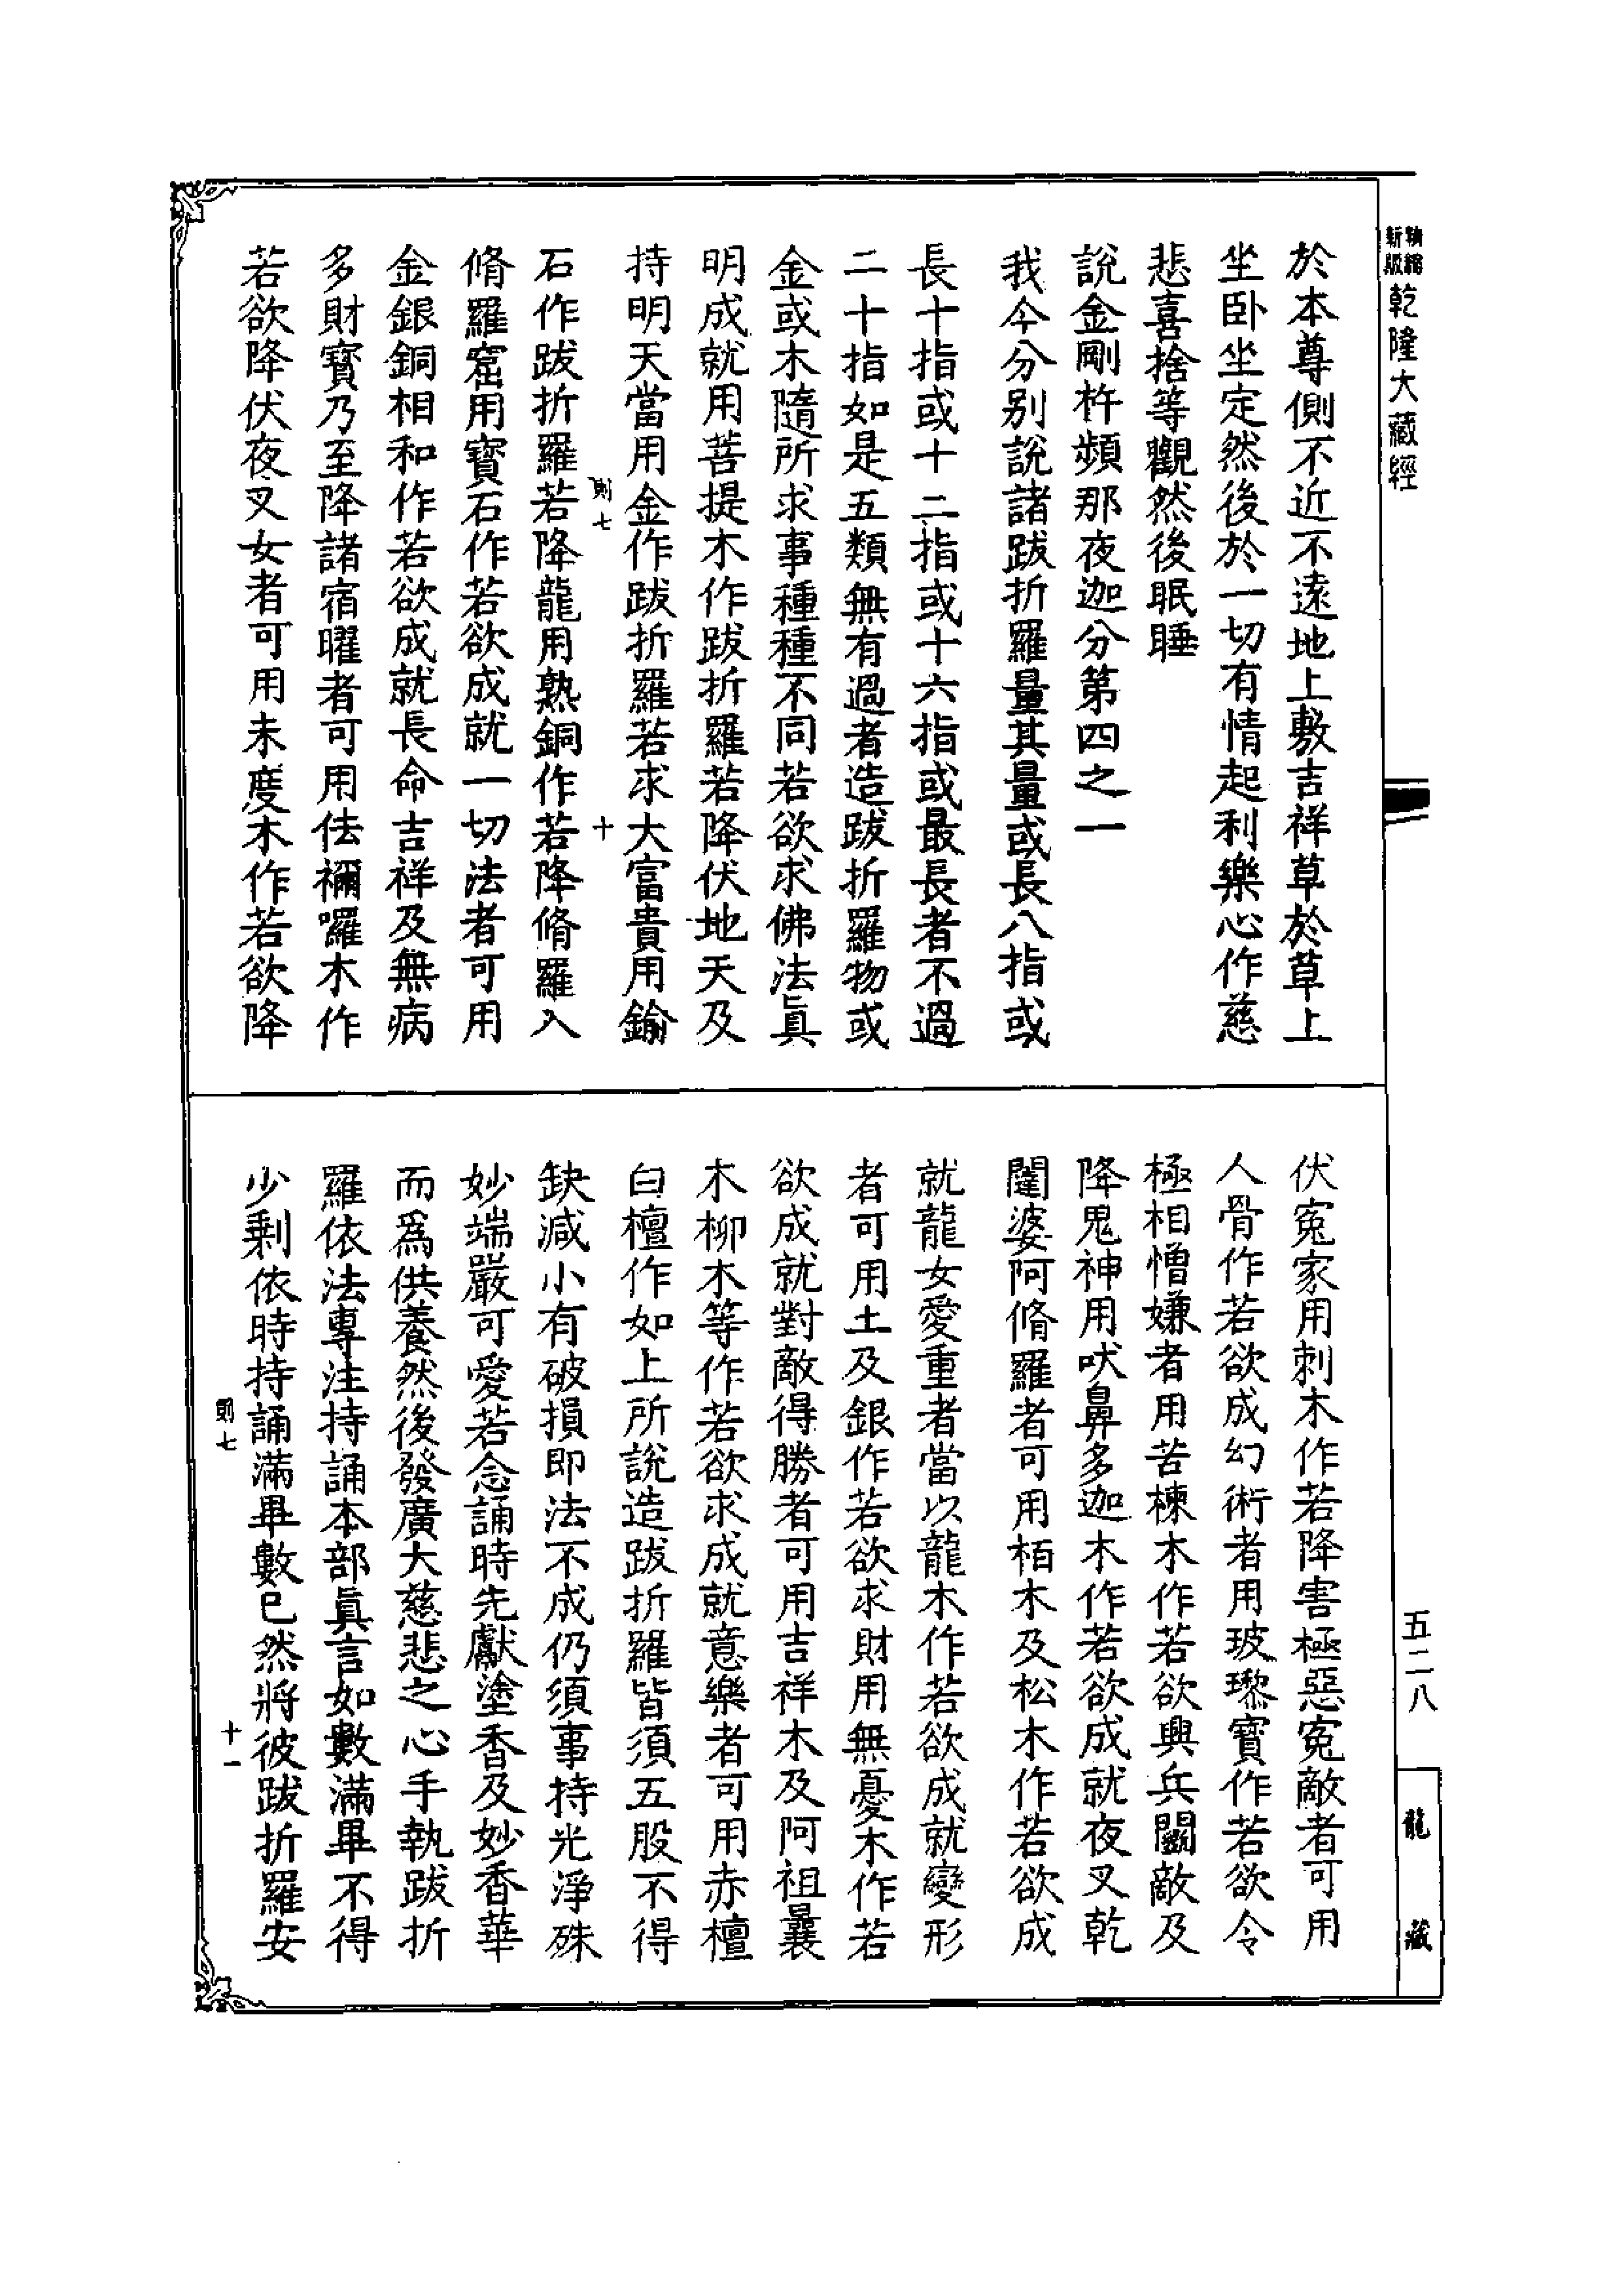 精縮新版
乾隆大藏經
於本尊側不近不遠地上敷吉祥草於草上
坐卧坐定然後於一切有情起利樂心作慈
悲喜捨等觀然後眠睡
說金剛杵頻那夜迦分第四之一
我今分别說諸跋折羅量其量或長八指或
長十指或十二指或十六指或最長者不過
二十指如是五類無有過者造跋折羅物或
金或木隨所求事種種不同若欲求佛法真
明成就用菩提木作跋折羅若降伏地天及
持明天當用金作跋折羅若求大富貴用鍮
則七 十
石作跋折羅若降龍用熟銅作若降脩羅入
脩羅窟用寳石作若欲成就一切法者可用
金銀銅相和作若欲成就長命吉祥及無病
多財寳乃至降諸宿曜者可用佉禰囉木作
若欲降伏夜叉女者可用末度木作若欲降
伏寃家用刺木作若降害極惡寃敵者可用
人骨作若欲成幻術者用玻瓈寳作若欲令
極相憎嫌者用苦楝木作若欲興兵鬭敵及
降鬼神用吠鼻多迦木作若欲成就夜叉乾
闥婆阿脩羅者可用栢木及松木作若欲成
就龍女愛重者當以龍木作若欲成就變形
者可用土及銀作若欲求財用無憂木作若
欲成就對敵得勝者可用吉祥木及阿祖曩
木柳木等作若欲求成就意樂者可用赤檀
白檀作如上所說造跋折羅皆須五股不得
缺減小有破損即法不成仍須事持光淨殊
妙端嚴可愛若念誦時先獻塗香及妙香華
而爲供養然後發廣大慈悲之心手執跋折
羅依法專注持誦本部眞言如數滿畢不得
少剩依時持誦滿畢數已然將彼跋折羅安
則七 十一
五二八
龍藏